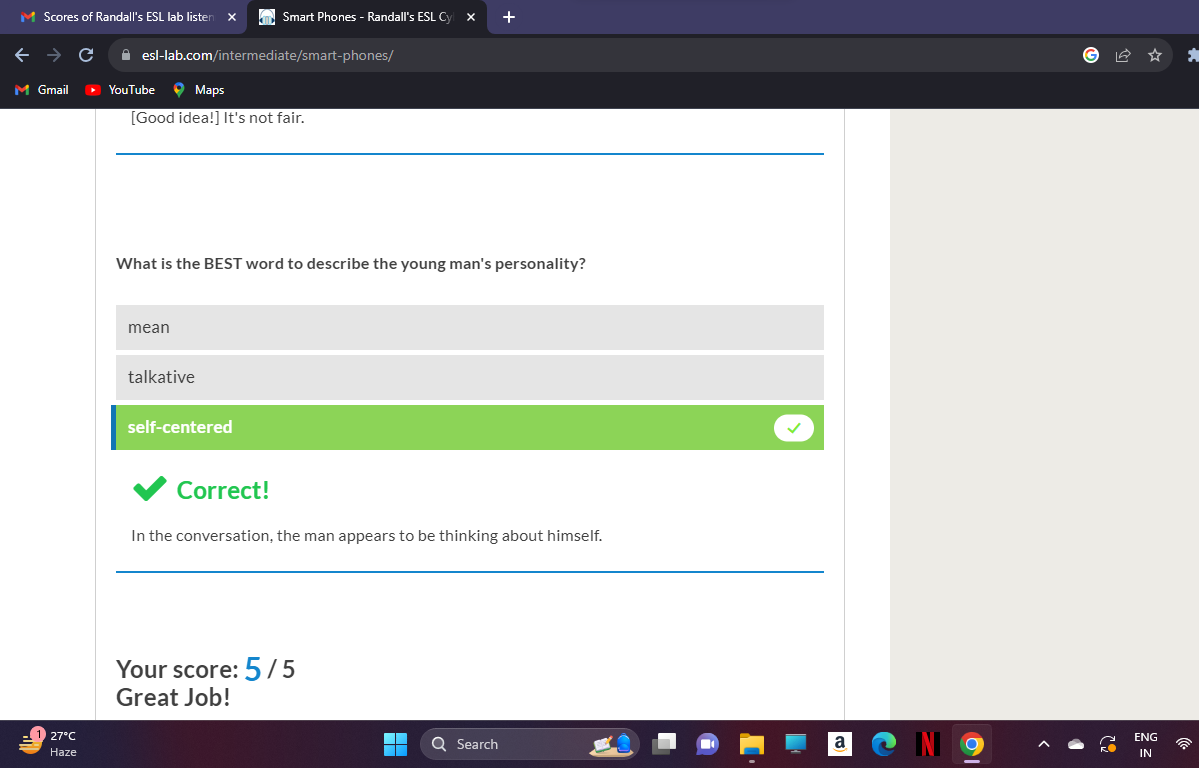 Scores of Randall's ESL lab listen
Smart Phones - Randall's ESL Cy
esl-lab.com/intermediate/smart-phones/
Gmail
YouTube
Maps
[Good idea!] It's not fair.
What is the BEST word to describe the young man's personality?
mean
talkative
self-centered
Correct!
In the conversation, the man appears to be thinking about himself.
Your score: 5 / 5
Great Job!
1
27°C
Haze
Search
a
N
ENG
IN